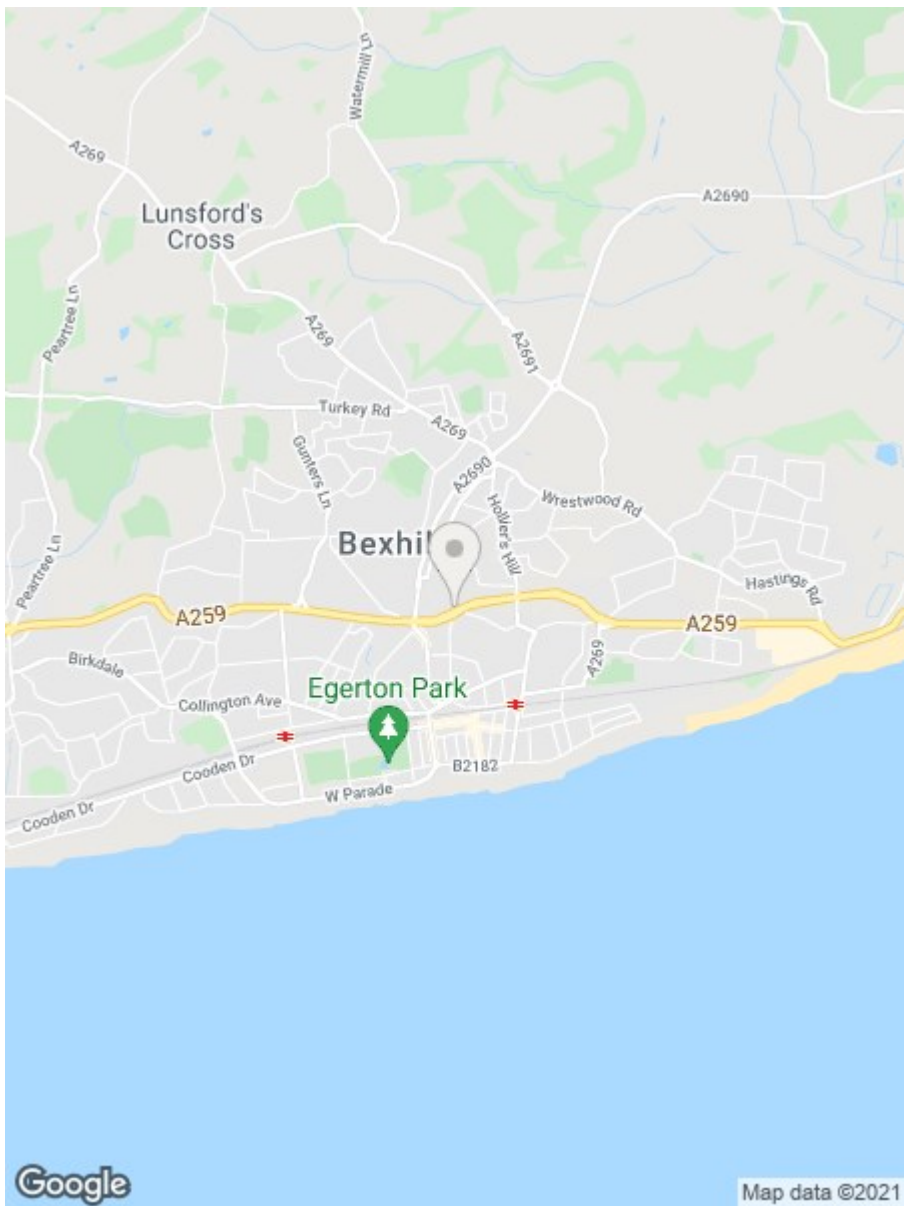 Watermill Ln
A269
A2690
Lunsford's
Cross
Peartree Ln
A269
A2691
Turkey Rd
A269
Gunters Ln
A2690
Wrestwood Rd
Holliers Hill
Bexhil
Peartree Ln
Hastings Rd
A259
A259
A269
Birkdale
Egerton Park
Collington Ave
Cooden Dr
B2182
W Parade
Cooden Dr
Google
Map data ©2021